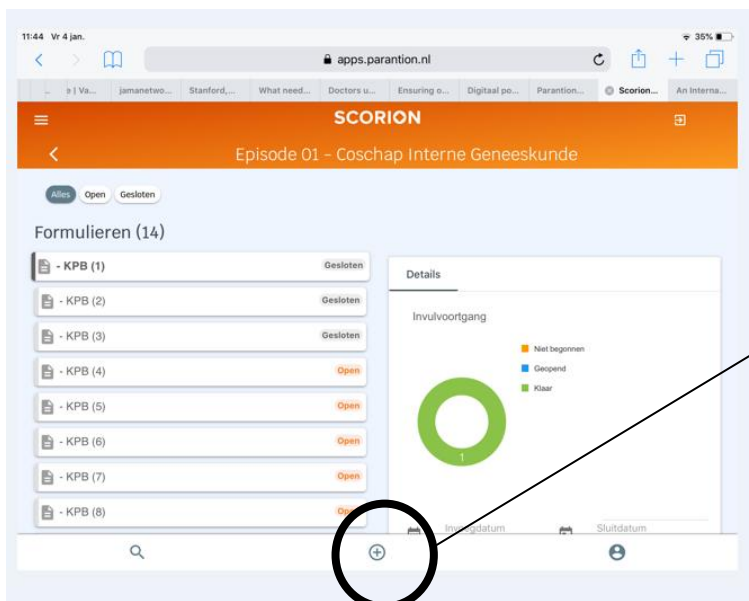 11:44 Vr 4 jan. 35%
apps.parantion.nl
jamanetwo... Stanford,... What need... Doctors u... Ensuring o... Digitaal po... Parantion... Scorion... An Interna...
SCORION
Episode 01 - Coschap Interne Geneeskunde
Alles Open Gesloten
Formulieren (14)
- KPB (1) Gesloten
- KPB (2) Gesloten
- KPB (3) Gesloten
- KPB (4) Open
- KPB (5) Open
- KPB (6) Open
- KPB (7) Open
- KPB (8) Open
Details
Invulvoortgang
Niet begonnen
Geopend
Klaar
1
Sluitdatum